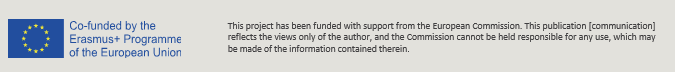 Co-funded by the
Erasmus+ Programme
of the European Union
This project has been funded with support from the European Commission. This publication [communication]
reflects the views only of the author, and the Commission cannot be held responsible for any use, which may
be made of the information contained therein.